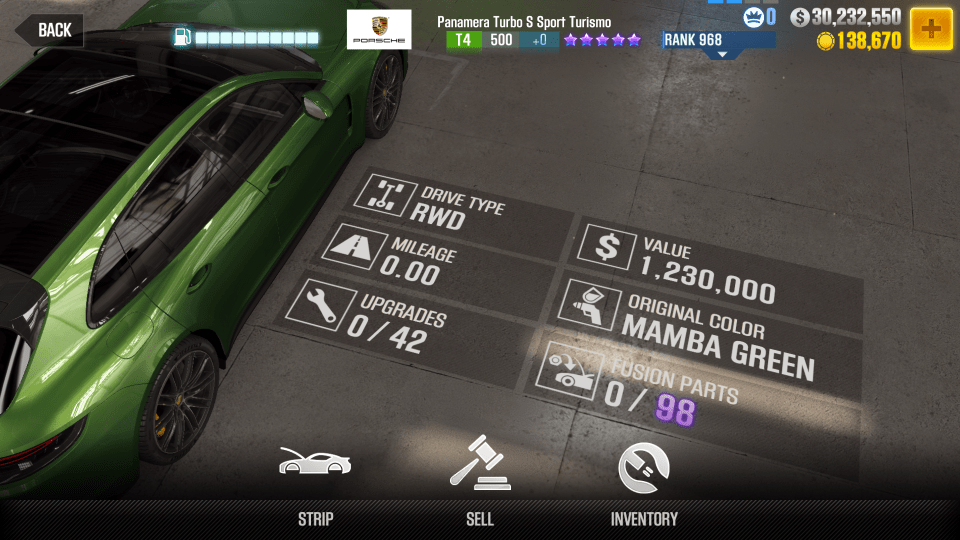 BACK
PORSCHE
Panamera Turbo S Sport Turismo
T4 500 +0
RANK 968
0
$ 30,232,550
138,670
DRIVE TYPE
RWD
MILEAGE
0.00
UPGRADES
0/42
$ VALUE
1,230,000
ORIGINAL COLOR
MAMBA GREEN
FUSION PARTS
0/98
STRIP
SELL
INVENTORY